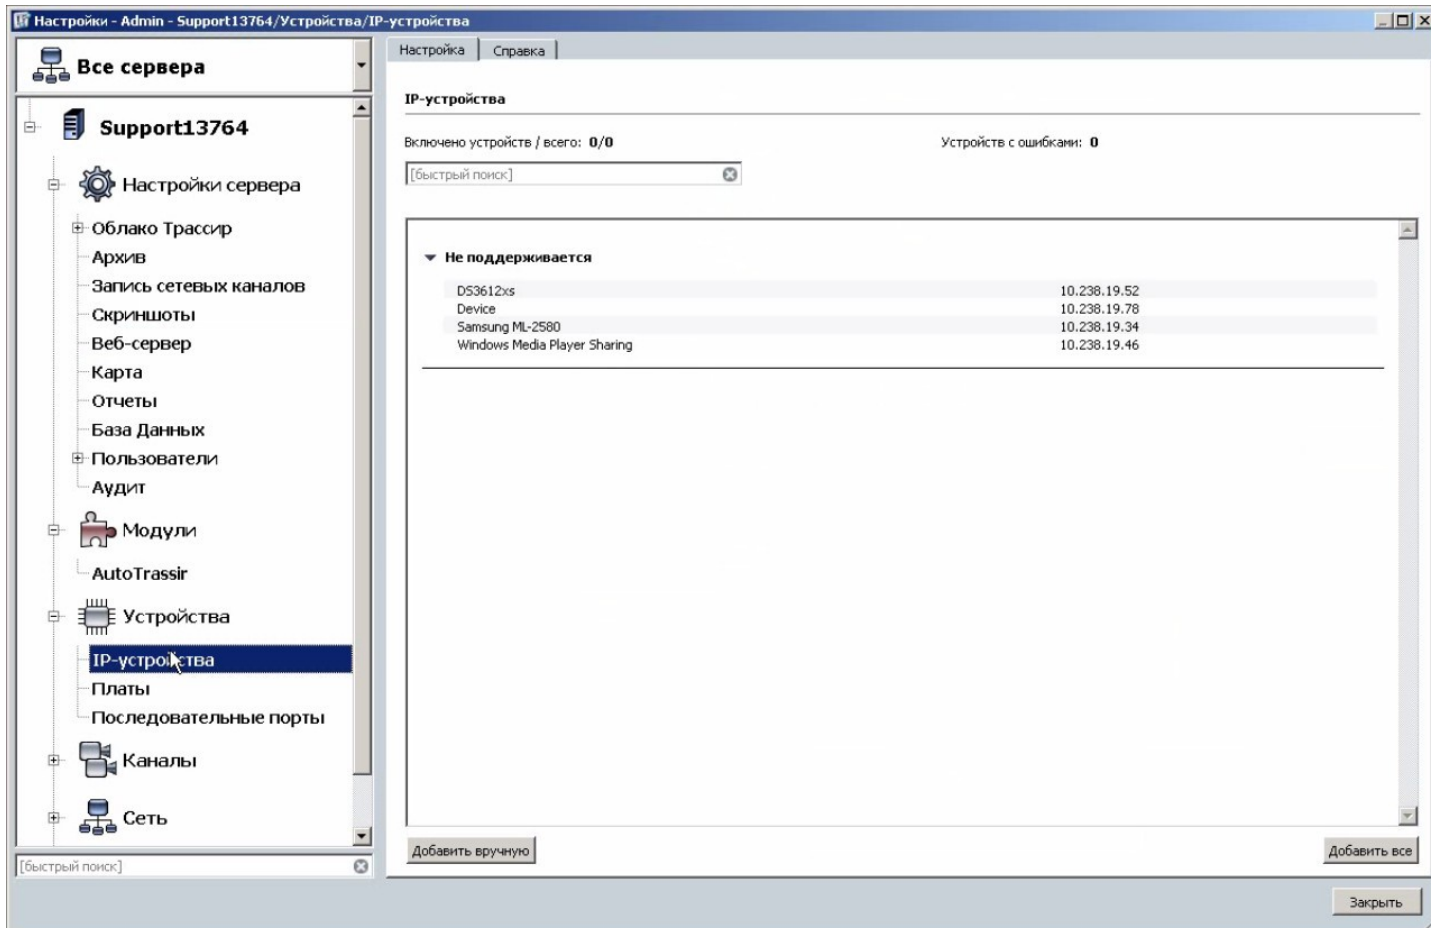 Настройки - Admin - Support13764/Устройства/IP-устройства
Все сервера
Support13764
Настройки сервера
Облако Трассир
Архив
Запись сетевых каналов
Скриншоты
Веб-сервер
Карта
Отчеты
База Данных
Пользователи
Аудит
Модули
AutoTrassir
Устройства
IP-устройства
Платы
Последовательные порты
Каналы
Сеть
[быстрый поиск]
Настройка
Справка
IP-устройства
Включено устройств / всего: 0/0
Устройств с ошибками: 0
[быстрый поиск]
Не поддерживается
DS3612xs 10.238.19.52
Device 10.238.19.78
Samsung ML-2580 10.238.19.34
Windows Media Player Sharing 10.238.19.46
Добавить вручную
Добавить все
Закрыть